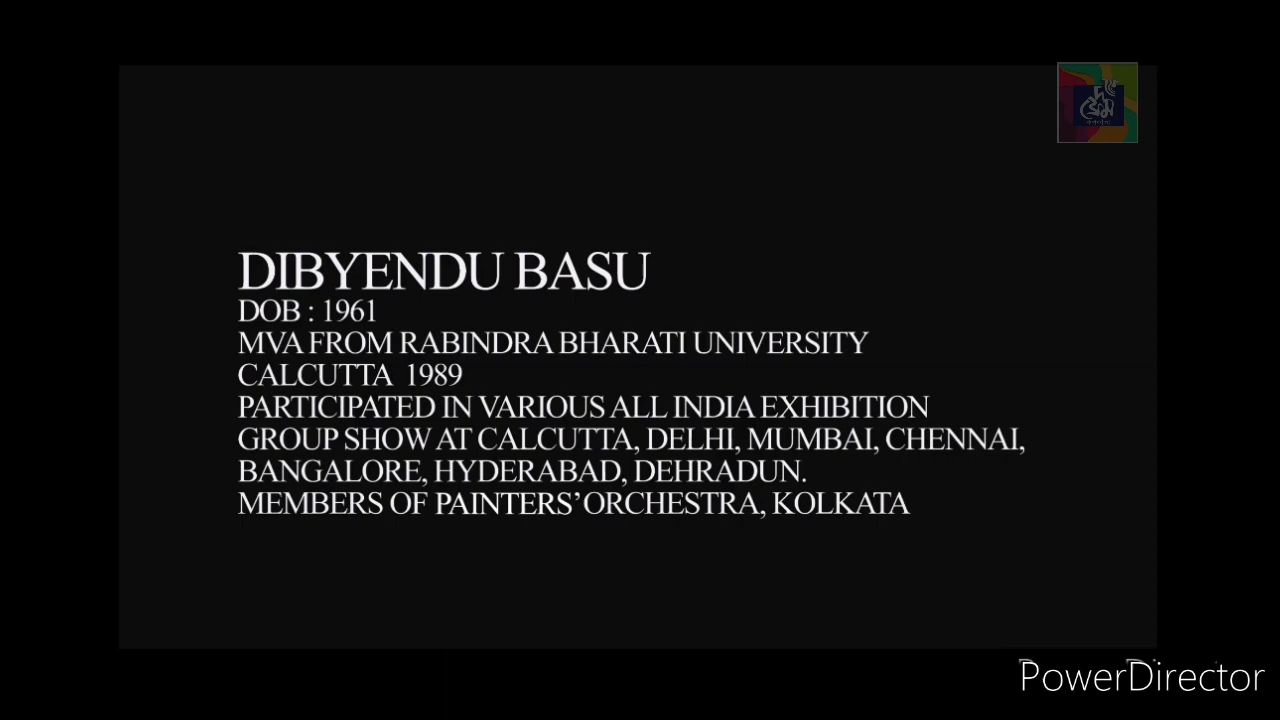 DIBYENDU BASU
DOB : 1961
MVA FROM RABINDRA BHARATI UNIVERSITY
CALCUTTA 1989
PARTICIPATED IN VARIOUS ALL INDIA EXHIBITION
GROUP SHOW AT CALCUTTA, DELHI, MUMBAI, CHENNAI,
BANGALORE, HYDERABAD, DEHRADUN.
MEMBERS OF PAINTERS’ORCHESTRA, KOLKATA
PowerDirector